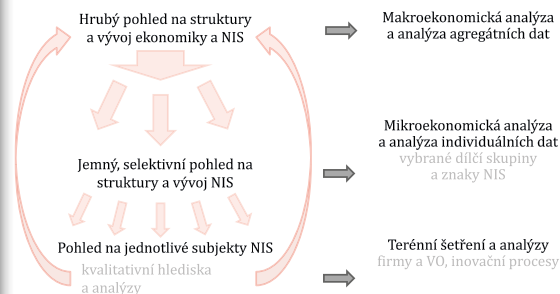 Hrubý pohled na struktury
a vývoj ekonomiky a NIS
Makroekonomická analýza
a analýza agregátních dat
Jemný, selektivní pohled na
struktury a vývoj NIS
Mikroekonomická analýza
a analýza individuálních dat
vybrané dílčí skupiny
a znaky NIS
Pohled na jednotlivé subjekty NIS
kvalitativní hlediska
a analýzy
Terénní šetření a analýzy
firmy a VO, inovační procesy